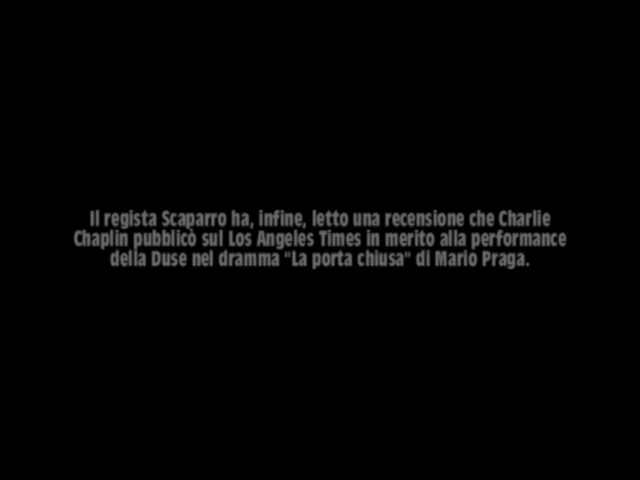 Il regista Scaparro ha, infine, letto una recensione che Charlie
Chaplin pubblicò sul Los Angeles Times in merito alla performance
della Duse nel dramma "La porta chiusa" di Mario Praga.